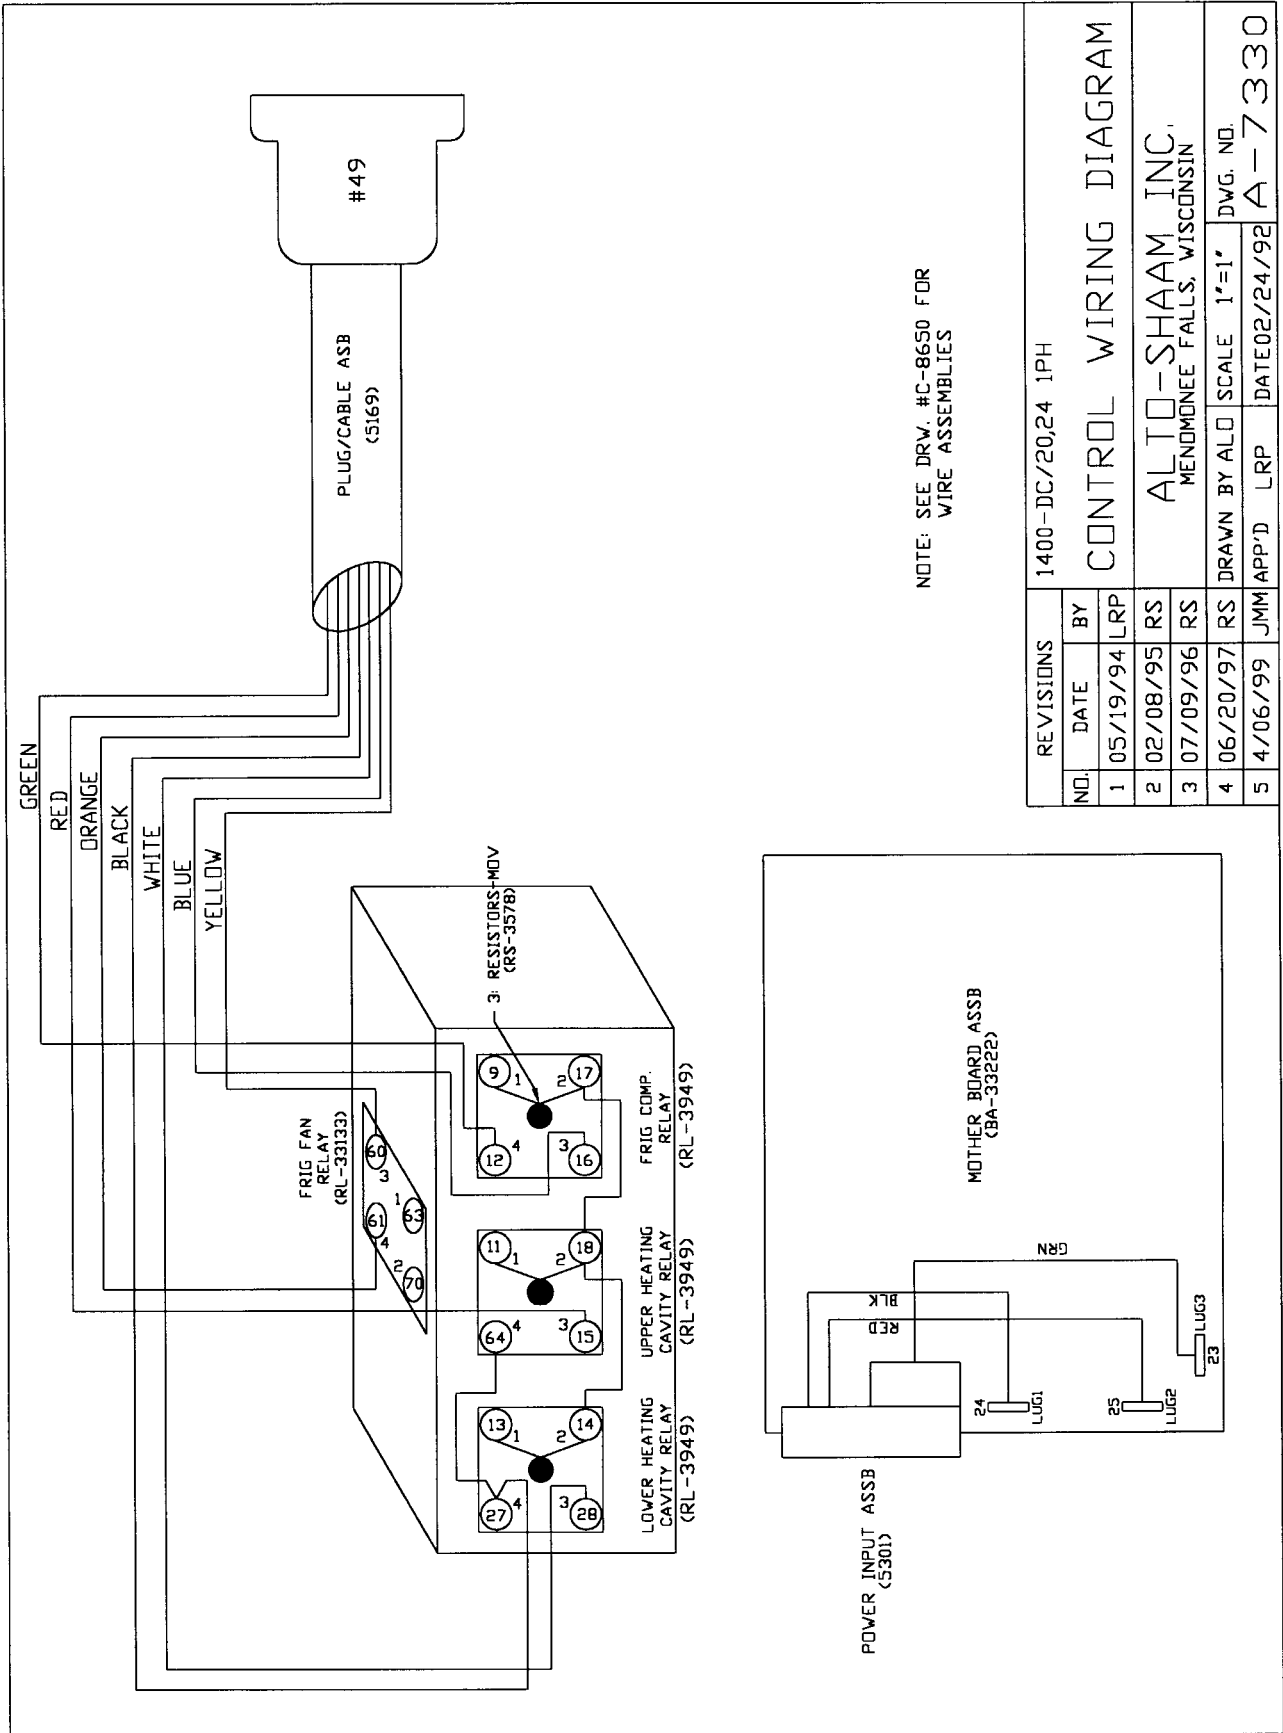 GREEN
RED
ORANGE
BLACK
WHITE
BLUE
YELLOW
#49
PLUG/CABLE ASB
(5169)
FRIG FAN
RELAY
(RL-33133)
60
3
61
4
1
63
2
70
3: RESISTORS-MOV
(RS-3578)
13
1
2
14
27
4
3
28
11
1
2
18
64
4
3
15
9
1
2
17
12
4
3
16
LOWER HEATING
CAVITY RELAY
(RL-3949)
UPPER HEATING
CAVITY RELAY
(RL-3949)
FRIG COMP.
RELAY
(RL-3949)
NOTE: SEE DRW. #C-8650 FOR
WIRE ASSEMBLIES
POWER INPUT ASSB
(5301)
MOTHER BOARD ASSB
(BA-33222)
BLK
RED
GRN
24
LUG1
25
LUG2
23
LUG3
REVISIONS
NO. DATE BY
1 05/19/94 LRP
2 02/08/95 RS
3 07/09/96 RS
4 06/20/97 RS
5 4/06/99 JMM
1400-DC/20,24 1PH
CONTROL WIRING DIAGRAM
ALTO-SHAAM INC.
MENOMONEE FALLS, WISCONSIN
DRAWN BY ALO SCALE 1"=1" DWG. NO.
APP'D LRP DATE02/24/92 A-7330